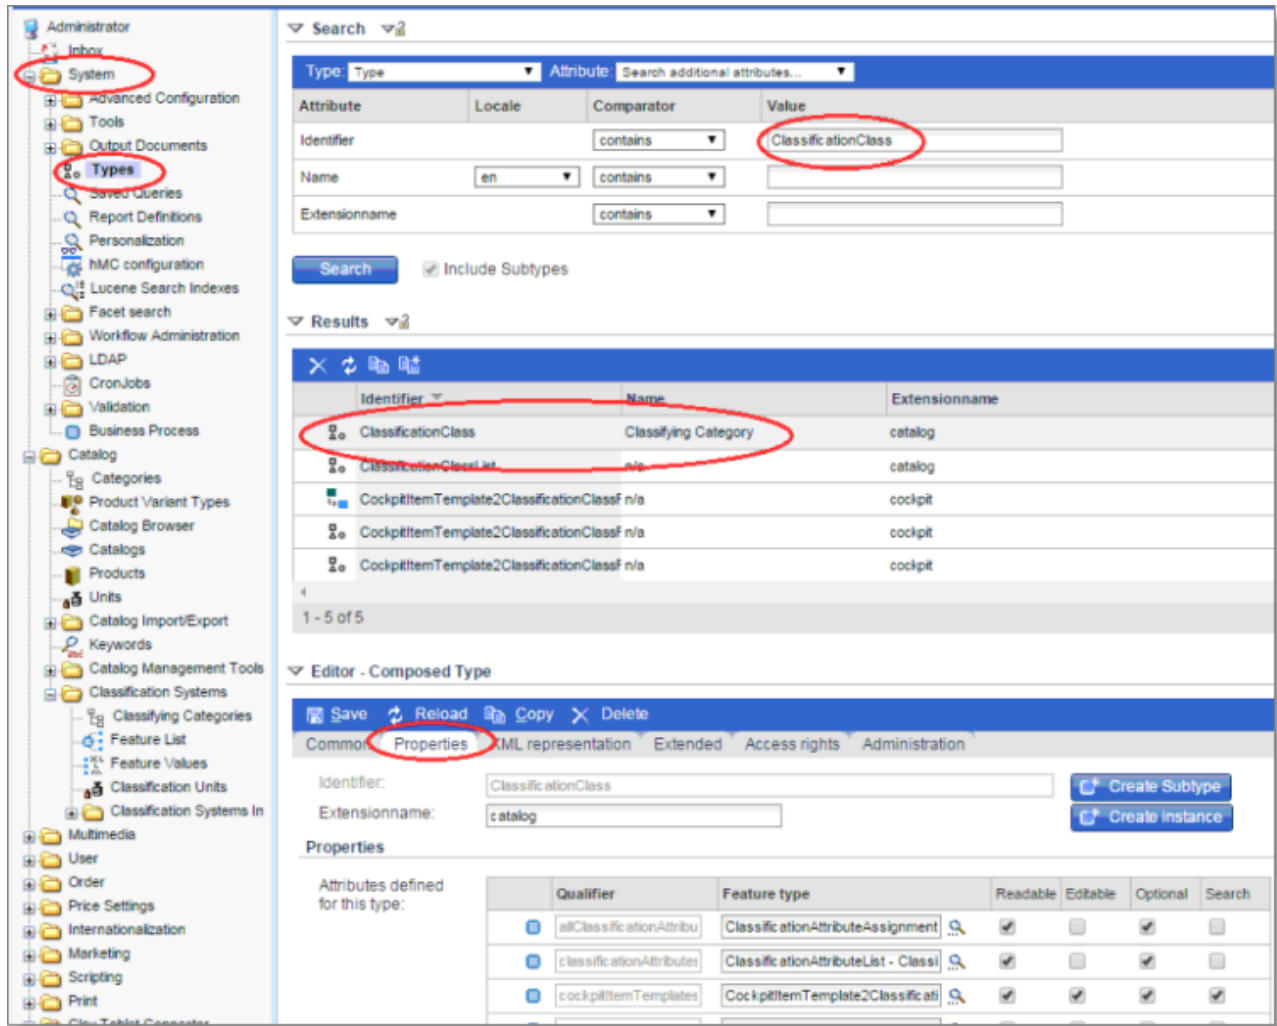 Administrator
Inbox
System
Advanced Configuration
Tools
Output Documents
Types
Saved Queries
Report Definitions
Personalization
hMC configuration
Lucene Search Indexes
Facet search
Workflow Administration
LDAP
CronJobs
Validation
Business Process
Catalog
Categories
Product Variant Types
Catalog Browser
Catalogs
Products
Units
Catalog Import/Export
Keywords
Catalog Management Tools
Classification Systems
Classifying Categories
Feature List
Feature Values
Classification Units
Classification Systems In
Multimedia
User
Order
Price Settings
Internationalization
Marketing
Scripting
Print
Clay Tablet Connector
Search
Type: Type Attribute: Search additional attributes...
Attribute Locale Comparator Value
Identifier contains ClassificationClass
Name en contains
Extensionname contains
Search Include Subtypes
Results
Identifier Name Extensionname
ClassificationClass Classifying Category catalog
ClassificationClassList n/a catalog
CockpitItemTemplate2ClassificationClassF n/a cockpit
CockpitItemTemplate2ClassificationClassF n/a cockpit
CockpitItemTemplate2ClassificationClassF n/a cockpit
1 - 5 of 5
Editor - Composed Type
Save Reload Copy Delete
Common Properties XML representation Extended Access rights Administration
Identifier: ClassificationClass Create Subtype
Extensionname: catalog Create instance
Properties
Attributes defined for this type:
Qualifier Feature type Readable Editable Optional Search
allClassificationAttribu ClassificationAttributeAssignment
classificationAttributes ClassificationAttributeList - Classi
cockpitItemTemplates CockpitItemTemplate2Classificati